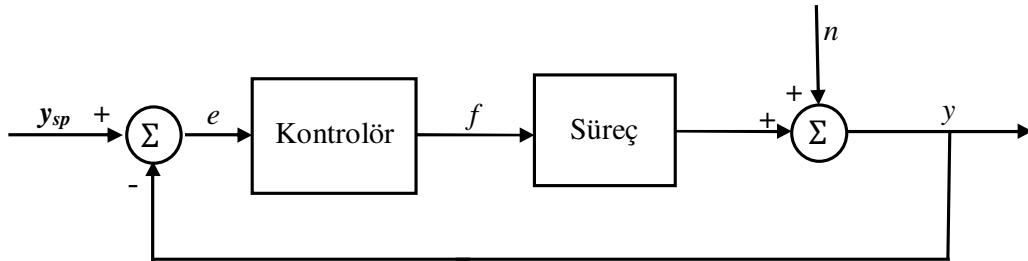 n
y_sp + Σ e Kontrolör f Süreç + + Σ y
-